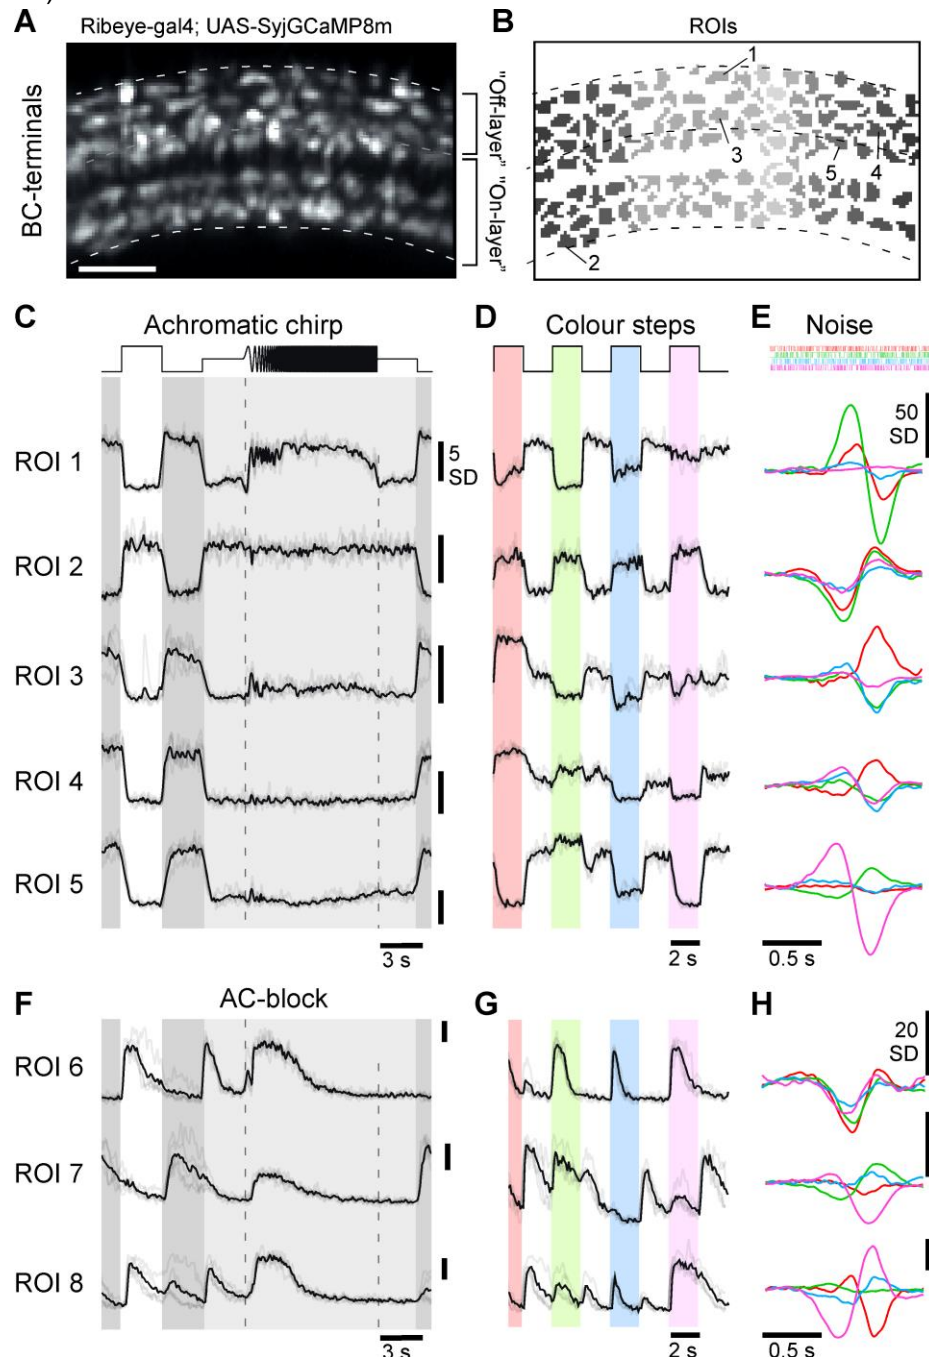 A Ribeye-gal4; UAS-SyjGCaMP8m
BC-terminals
"Off-layer"
"On-layer"
B ROIs
1
3
5
4
2
C Achromatic chirp
D Colour steps
E Noise
50
SD
ROI 1
5
SD
ROI 2
ROI 3
ROI 4
ROI 5
3 s
2 s
0.5 s
F AC-block
G
H
ROI 6
20
SD
ROI 7
ROI 8
3 s
2 s
0.5 s